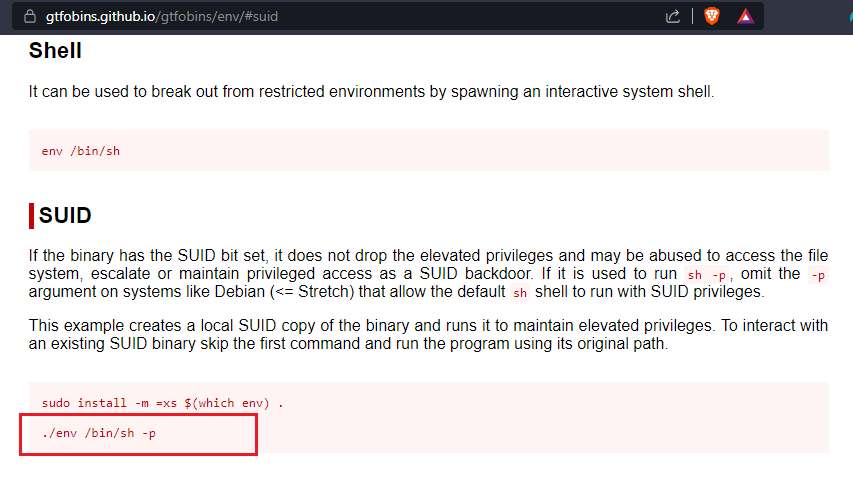 gtfobins.github.io/gtfobins/env/#suid
Shell
It can be used to break out from restricted environments by spawning an interactive system shell.
env /bin/sh
SUID
If the binary has the SUID bit set, it does not drop the elevated privileges and may be abused to access the file
system, escalate or maintain privileged access as a SUID backdoor. If it is used to run sh -p, omit the -p
argument on systems like Debian (<= Stretch) that allow the default sh shell to run with SUID privileges.
This example creates a local SUID copy of the binary and runs it to maintain elevated privileges. To interact with
an existing SUID binary skip the first command and run the program using its original path.
sudo install -m =xs $(which env) .
./env /bin/sh -p